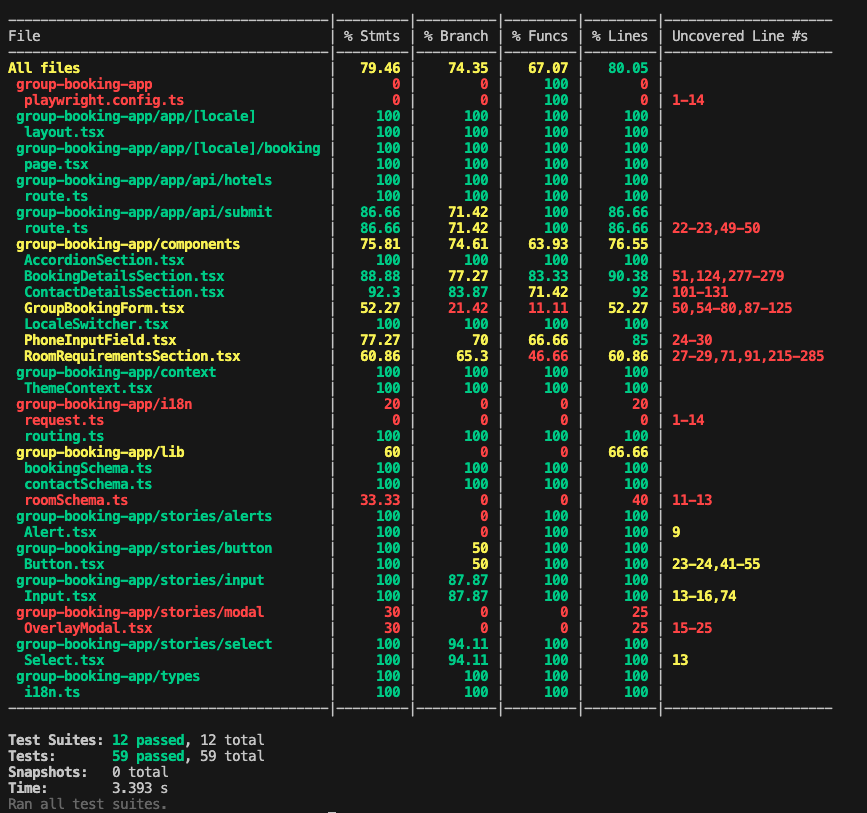 File | % Stmts | % Branch | % Funcs | % Lines | Uncovered Line #s
All files | 79.46 | 74.35 | 67.07 | 80.05 |
group-booking-app | 0 | 0 | 100 | 0 |
playwright.config.ts | 0 | 0 | 100 | 0 | 1-14
group-booking-app/app/[locale] | 100 | 100 | 100 | 100 |
layout.tsx | 100 | 100 | 100 | 100 |
group-booking-app/app/[locale]/booking | 100 | 100 | 100 | 100 |
page.tsx | 100 | 100 | 100 | 100 |
group-booking-app/app/api/hotels | 100 | 100 | 100 | 100 |
route.ts | 100 | 100 | 100 | 100 |
group-booking-app/app/api/submit | 86.66 | 71.42 | 100 | 86.66 |
route.ts | 86.66 | 71.42 | 100 | 86.66 | 22-23,49-50
group-booking-app/components | 75.81 | 74.61 | 63.93 | 76.55 |
AccordionSection.tsx | 100 | 100 | 100 | 100 |
BookingDetailsSection.tsx | 88.88 | 77.27 | 83.33 | 90.38 | 51,124,277-279
ContactDetailsSection.tsx | 92.3 | 83.87 | 71.42 | 92 | 101-131
GroupBookingForm.tsx | 52.27 | 21.42 | 11.11 | 52.27 | 50,54-80,87-125
LocaleSwitcher.tsx | 100 | 100 | 100 | 100 |
PhoneInputField.tsx | 77.27 | 70 | 66.66 | 85 | 24-30
RoomRequirementsSection.tsx | 60.86 | 65.3 | 46.66 | 60.86 | 27-29,71,91,215-285
group-booking-app/context | 100 | 100 | 100 | 100 |
ThemeContext.tsx | 100 | 100 | 100 | 100 |
group-booking-app/i18n | 20 | 0 | 0 | 20 |
request.ts | 0 | 0 | 0 | 0 | 1-14
routing.ts | 100 | 100 | 100 | 100 |
group-booking-app/lib | 60 | 0 | 0 | 66.66 |
bookingSchema.ts | 100 | 100 | 100 | 100 |
contactSchema.ts | 100 | 100 | 100 | 100 |
roomSchema.ts | 33.33 | 0 | 0 | 40 | 11-13
group-booking-app/stories/alerts | 100 | 0 | 100 | 100 |
Alert.tsx | 100 | 0 | 100 | 100 | 9
group-booking-app/stories/button | 100 | 50 | 100 | 100 |
Button.tsx | 100 | 50 | 100 | 100 | 23-24,41-55
group-booking-app/stories/input | 100 | 87.87 | 100 | 100 |
Input.tsx | 100 | 87.87 | 100 | 100 | 13-16,74
group-booking-app/stories/modal | 30 | 0 | 0 | 25 |
OverlayModal.tsx | 30 | 0 | 0 | 25 | 15-25
group-booking-app/stories/select | 100 | 94.11 | 100 | 100 |
Select.tsx | 100 | 94.11 | 100 | 100 | 13
group-booking-app/types | 100 | 100 | 100 | 100 |
i18n.ts | 100 | 100 | 100 | 100 |
Test Suites: 12 passed, 12 total
Tests: 59 passed, 59 total
Snapshots: 0 total
Time: 3.393 s
Ran all test suites.